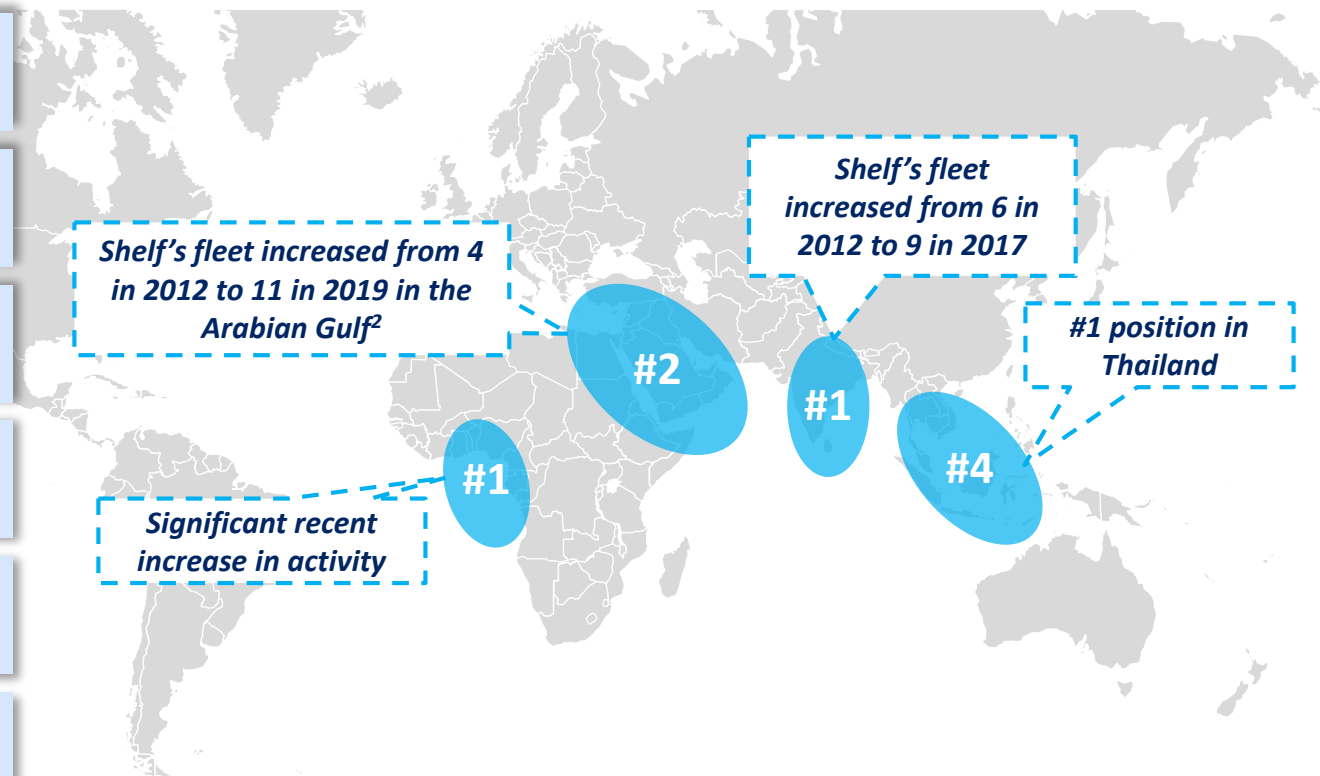 Shelf's fleet
increased from 6 in
2012 to 9 in 2017
Shelf's fleet increased from 4
in 2012 to 11 in 2019 in the
Arabian Gulf2
#1 position in
Thailand
#2
#1
#4
#1
Significant recent
increase in activity